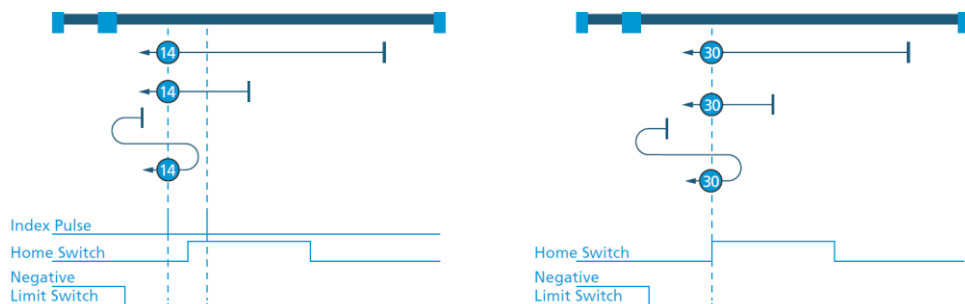 14
14
14
Index Pulse
Home Switch
Negative
Limit Switch
30
30
30
Home Switch
Negative
Limit Switch